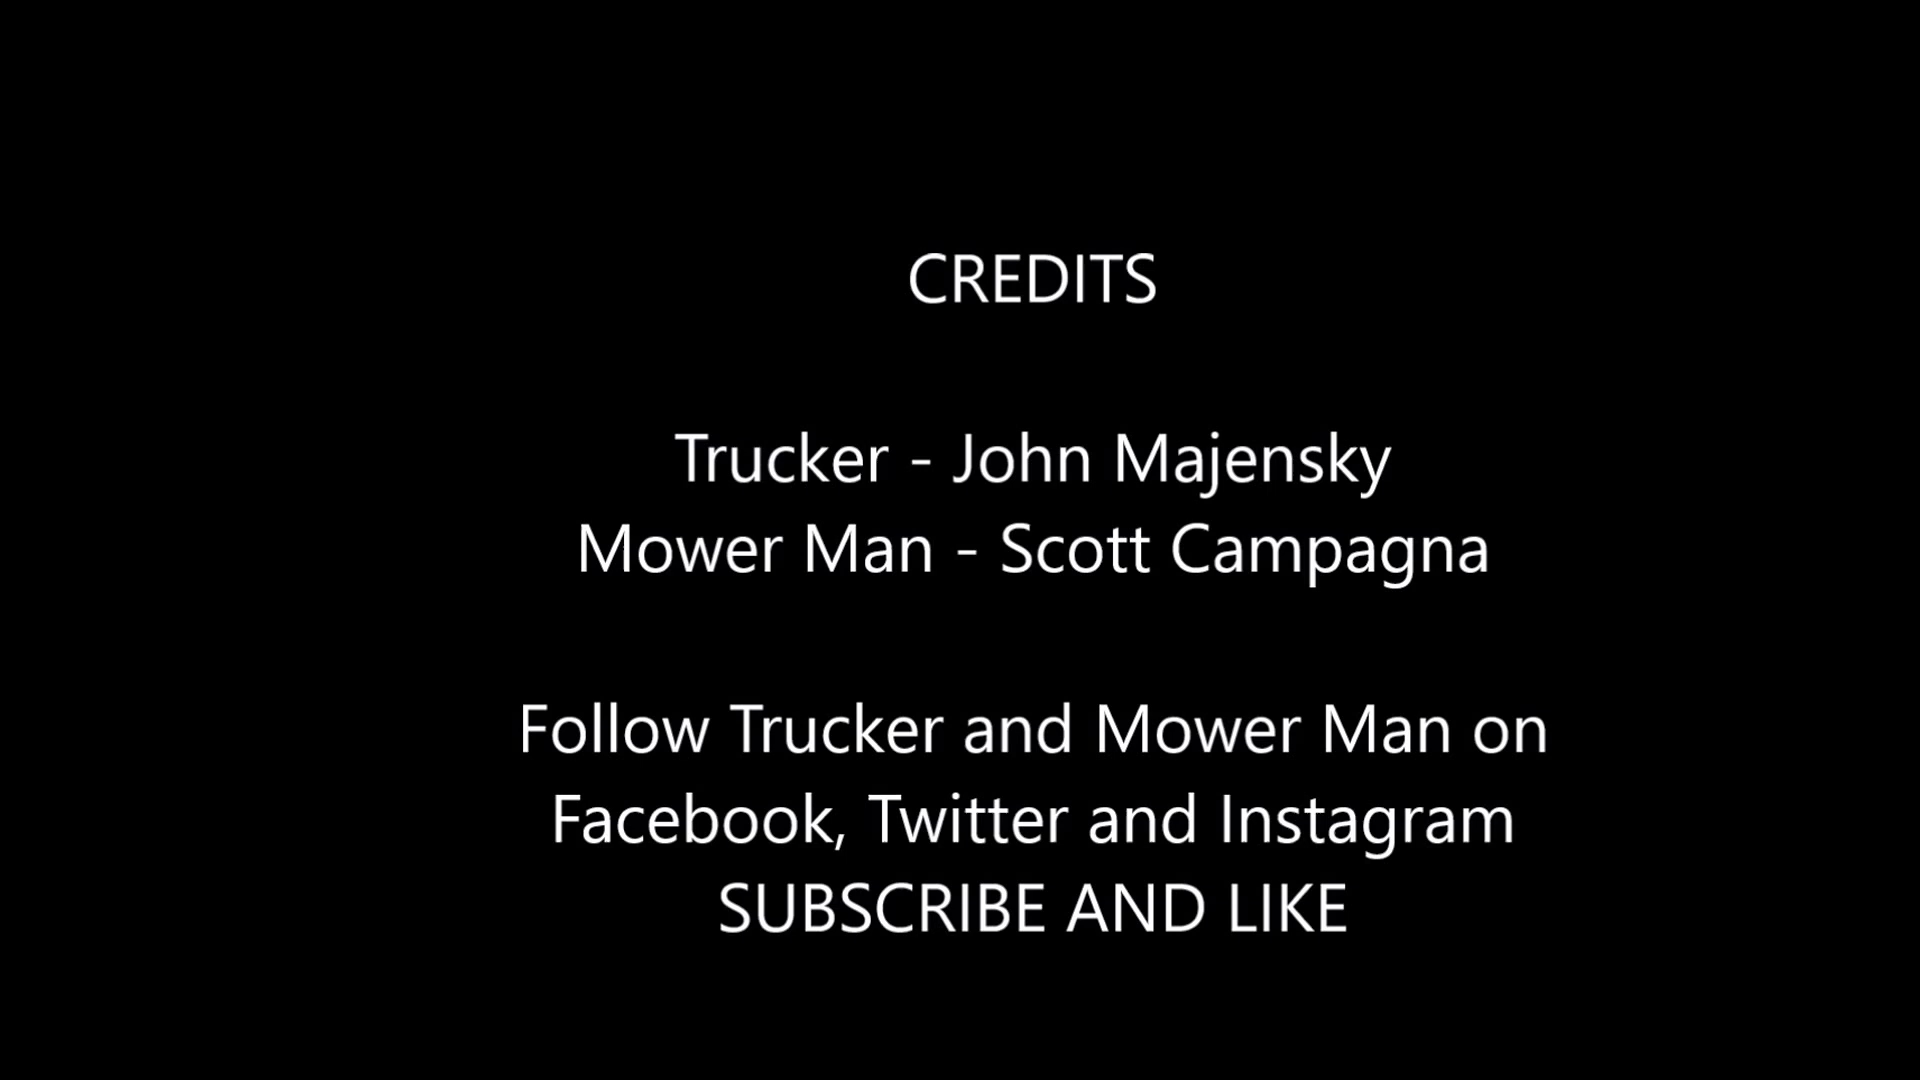 CREDITS
Trucker - John Majensky
Mower Man - Scott Campagna
Follow Trucker and Mower Man on
Facebook, Twitter and Instagram
SUBSCRIBE AND LIKE